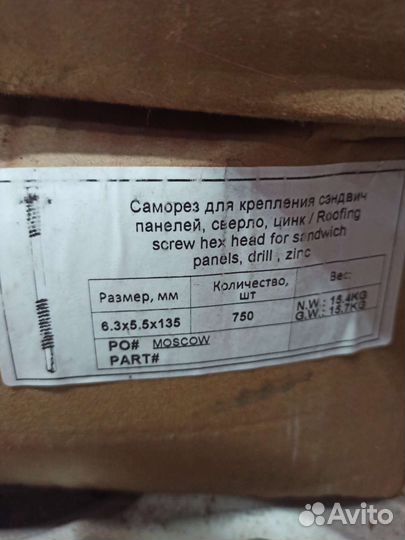 Саморез для крепления сэндвич
панелей, сверло, цинк / Roofing
screw hex head for sandwich
panels, drill , zinc
Размер, мм
Количество,
шт
Вес:
6.3x5.5x135
750
N.W.: 15.4KG
G.W.: 15.7KG
PO# MOSCOW
PART#
Avito